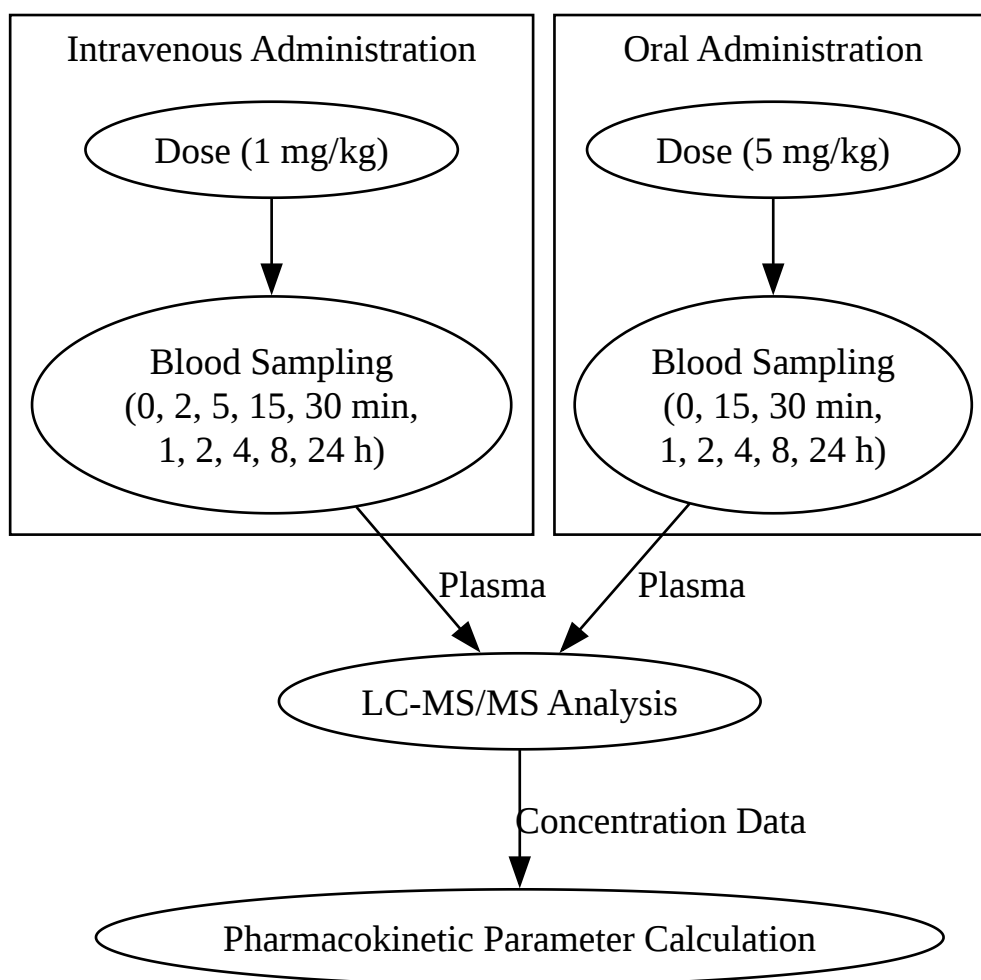 Intravenous Administration
Dose (1 mg/kg)
Blood Sampling
(0, 2, 5, 15, 30 min,
1, 2, 4, 8, 24 h)
Oral Administration
Dose (5 mg/kg)
Blood Sampling
(0, 15, 30 min,
1, 2, 4, 8, 24 h)
Plasma
Plasma
LC-MS/MS Analysis
Concentration Data
Pharmacokinetic Parameter Calculation